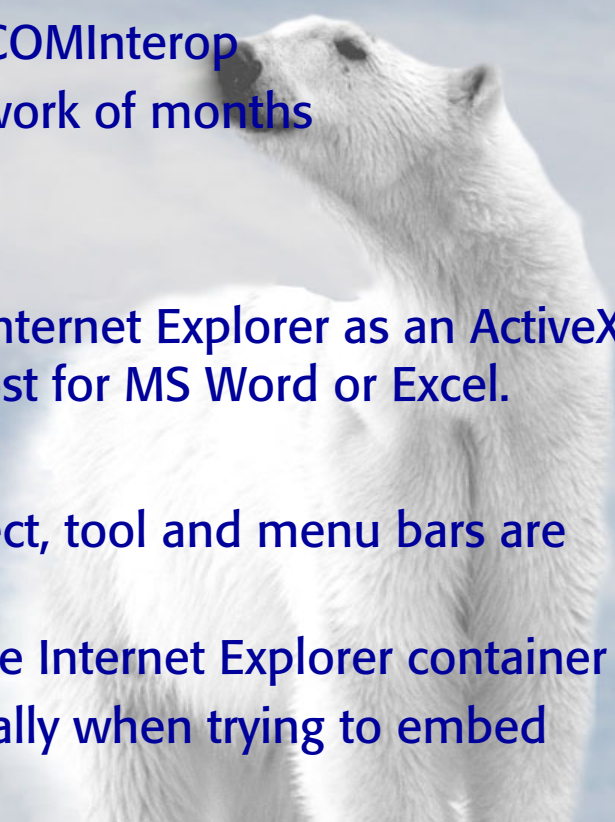 COMInterop
work of months
nternet Explorer as an ActiveX
st for MS Word or Excel.
ct, tool and menu bars are
e Internet Explorer container
ally when trying to embed